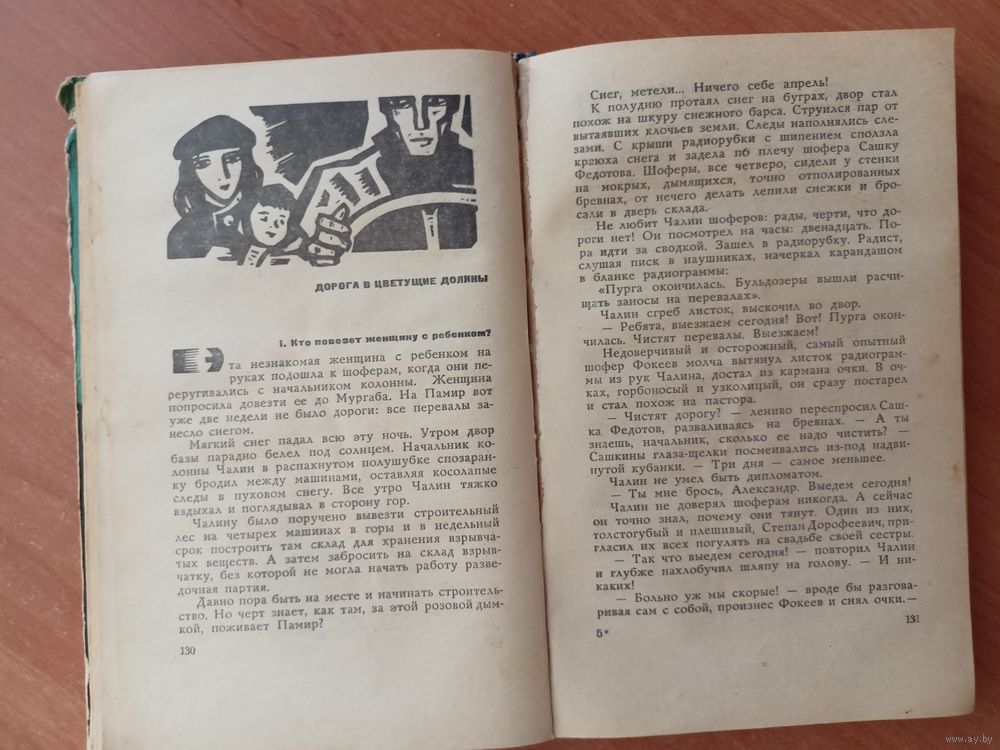 ДОРОГА В ЦВЕТУЩИЕ ДОЛИНЫ
1. Кто повезет женщину с ребенком?
Эта незнакомая женщина с ребенком на
руках подошла к шоферам, когда они пе-
реругивались с начальником колонны. Женщина
попросила довезти ее до Мургаба. На Памир вот
уже две недели не было дороги: все перевалы за-
несло снегом.
Мягкий снег падал всю эту ночь. Утром двор
базы парадно белел под солнцем. Начальник ко-
лонны Чалин в распахнутом полушубке спозаран-
ку бродил между машинами, оставляя косолапые
следы в пуховом снегу. Все утро Чалин тяжко
вздыхал и поглядывал в сторону гор.
Чалину было поручено вывезти строительный
лес на четырех машинах в горы и в недельный
срок построить там склад для хранения взрывча-
тых веществ. А затем забросить на склад взрыв-
чатку, без которой не могла начать работу разве-
дочная партия.
Давно пора быть на месте и начинать строитель-
ство. Но черт знает, как там, за этой розовой дым-
кой, поживает Памир?
130
Снег, метели... Ничего себе апрель!
К полудню протаял снег на буграх, двор стал
похож на шкуру снежного барса. Струился пар от
вытаявших клочьев земли. Следы наполнялись сле-
зами. С крыши радиорубки с шипением сползла
краюха снега и задела по плечу шофера Сашку
Федотова. Шоферы, все четверо, сидели у стенки
на мокрых, дымящихся, точно отполированных
бревнах, от нечего делать лепили снежки и бро-
сали в дверь склада.
Не любит Чалин шоферов: рады, черти, что до-
роги нет! Он посмотрел на часы: двенадцать. По-
ра идти за сводкой. Зашел в радиорубку. Радист,
слушая писк в наушниках, начеркал карандашом
в бланке радиограммы:
«Пурга окончилась. Бульдозеры вышли расчи-
щать заносы на перевалах».
Чалин сгреб листок, выскочил во двор.
— Ребята, выезжаем сегодня! Вот! Пурга окон-
чилась. Чистят перевалы. Выезжаем!
Недоверчивый и осторожный, самый опытный
шофер Фокеев молча вытянул листок радиограм-
мы из рук Чалина, достал из кармана очки. В оч-
ках, горбоносый и узколицый, он сразу постарел
и стал похож на пастора.
— Чистят дорогу? — лениво переспросил Саш-
ка Федотов, разваливаясь на бревнах. — А ты
знаешь, начальник, сколько ее надо чистить? —
Сашкины глаза-щелки посмеивались из-под надви-
нутой кубанки. — Три дня — самое меньшее.
Чалин не умел быть дипломатом.
— Ты мне брось, Александр. Выедем сегодня!
Чалин не доверял шоферам никогда. А сейчас
он точно знал, почему они тянут. Один из них,
толстогубый и плешивый, Степан Дорофеевич, при-
гласил их всех погулять на свадьбе своей сестры.
— Так что выедем сегодня! — повторил Чалин
и глубже нахлобучил шляпу на голову. — И ни-
каких!
— Больно уж мы скорые! — вроде бы разгова-
ривая сам с собой, произнес Фокеев и снял очки.—
5*
131
www.ay.by